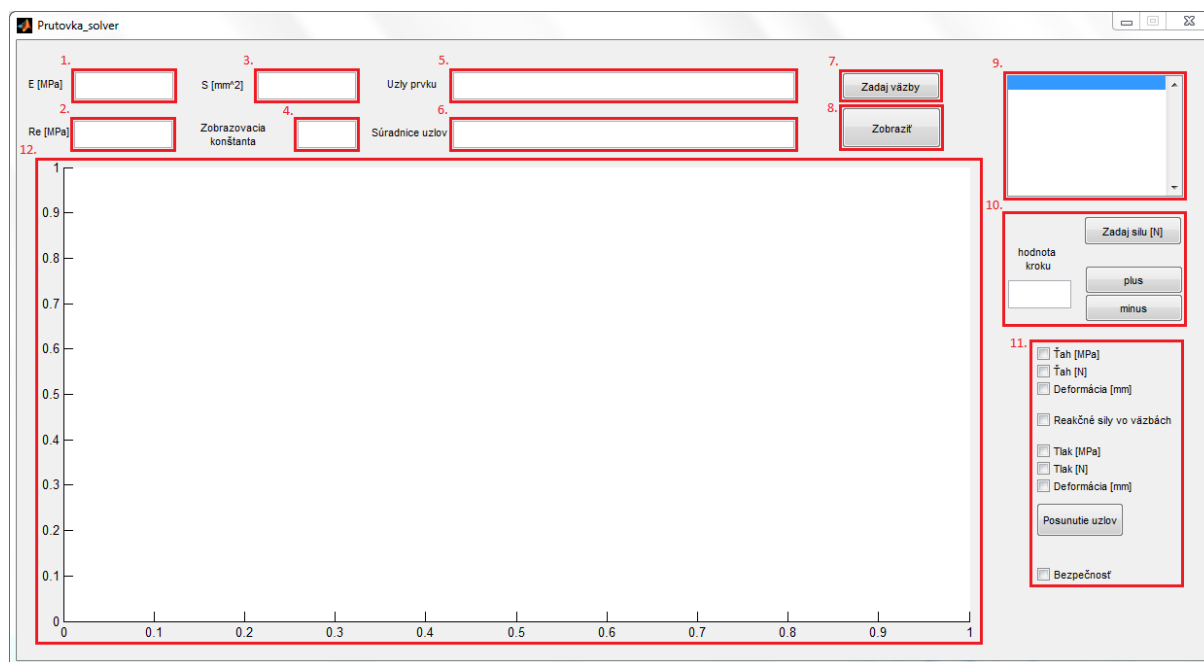 Prutovka_solver
1.
3.
5.
7.
9.
E [MPa]
S [mm^2]
Uzly prvku
Zadaj väzby
2.
4.
6.
8.
Re [MPa]
Zobrazovacia
konštanta
Súradnice uzlov
Zobraziť
12.
10.
Zadaj silu [N]
hodnota
kroku
plus
minus
11.
Ťah [MPa]
Ťah [N]
Deformácia [mm]
Reakčné sily vo väzbách
Tlak [MPa]
Tlak [N]
Deformácia [mm]
Posunutie uzlov
Bezpečnosť
1
0.9
0.8
0.7
0.6
0.5
0.4
0.3
0.2
0.1
0
0 0.1 0.2 0.3 0.4 0.5 0.6 0.7 0.8 0.9 1